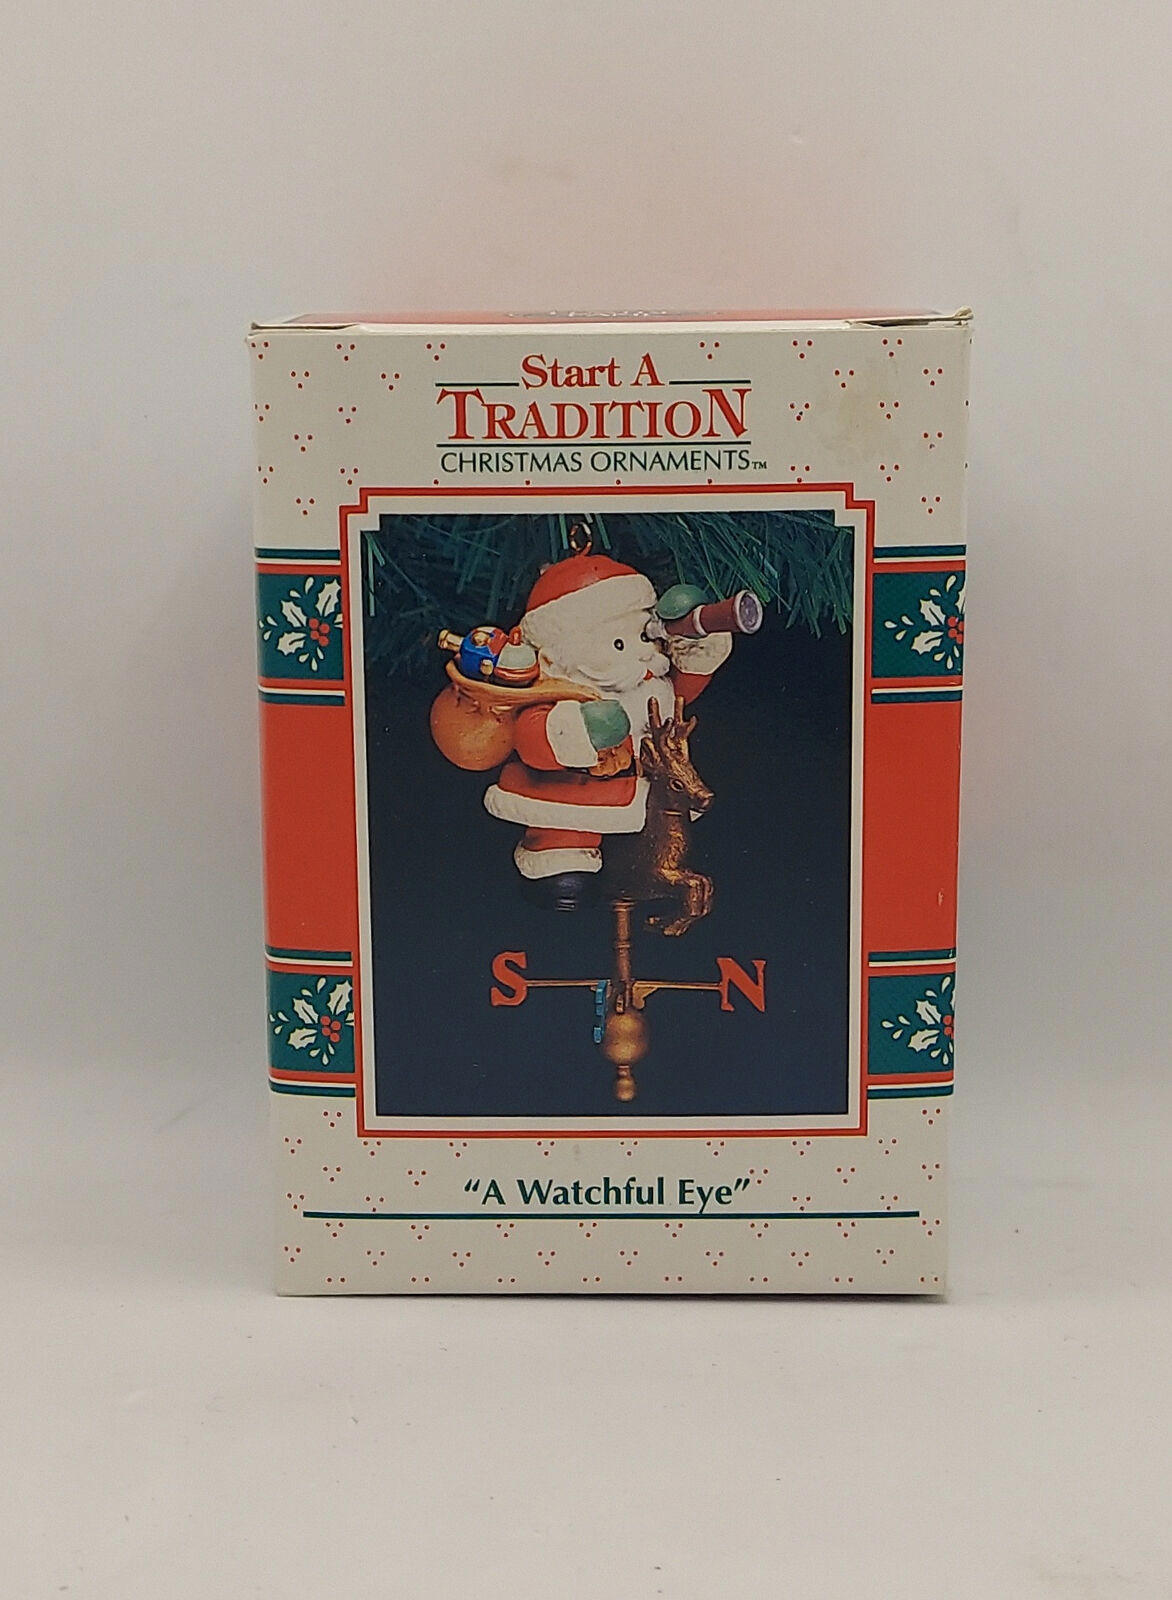 Start A
TRADITION
CHRISTMAS ORNAMENTS™
S N
"A Watchful Eye"